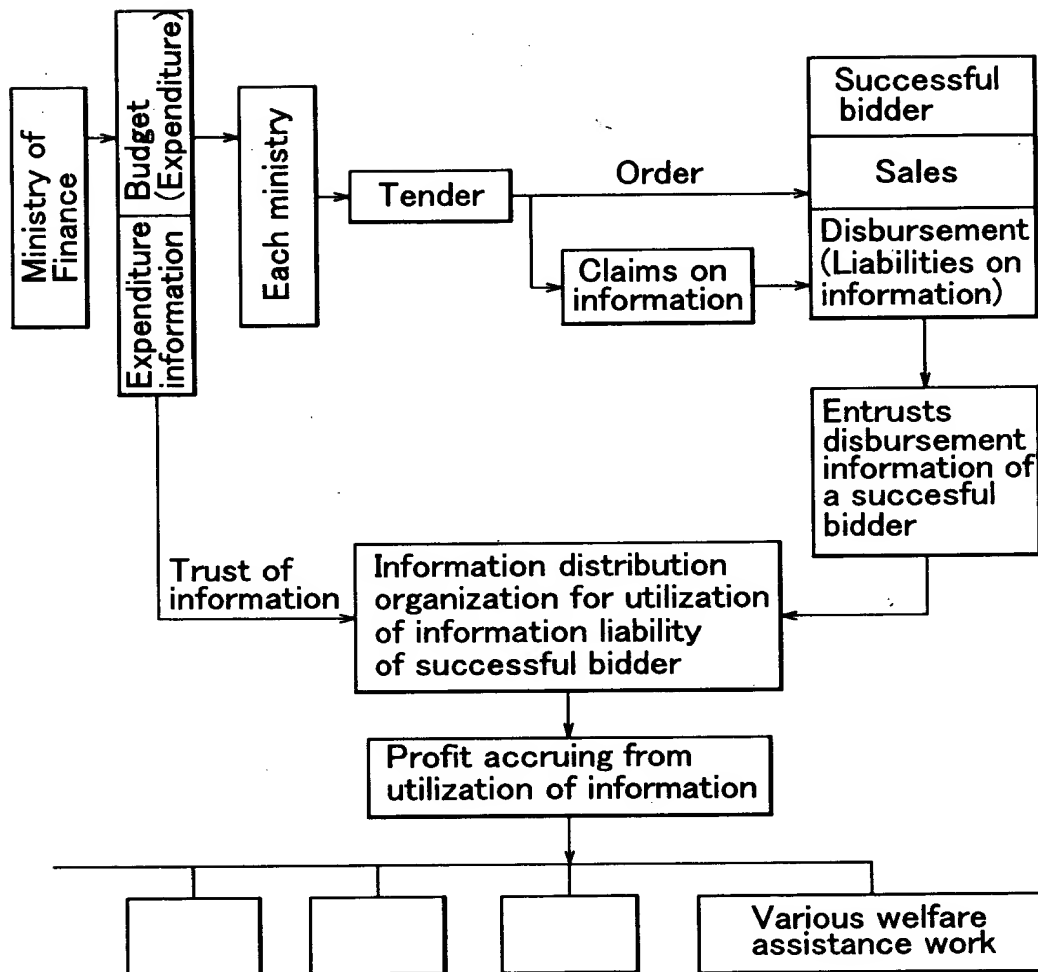 Ministry of
Finance
Budget
(Expenditure)
Expenditure
information
Each ministry
Tender
Order
Claims on
information
Successful
bidder
Sales
Disbursement
(Liabilities on
information)
Entrusts
disbursement
information of
a succesful
bidder
Trust of
information
Information distribution
organization for utilization
of information liability
of successful bidder
Profit accruing from
utilization of information
Various welfare
assistance work